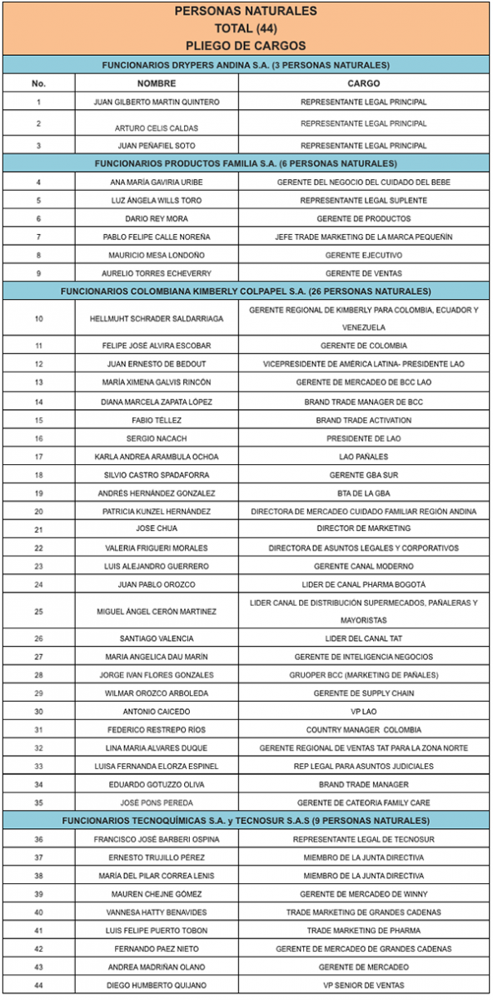 PERSONAS NATURALES
TOTAL (44)
PLIEGO DE CARGOS
FUNCIONARIOS DRYPERS ANDINA S.A. (3 PERSONAS NATURALES)
No. NOMBRE CARGO
1 JUAN GILBERTO MARTIN QUINTERO REPRESENTANTE LEGAL PRINCIPAL
2 ARTURO CELIS CALDAS REPRESENTANTE LEGAL PRINCIPAL
3 JUAN PEÑAFIEL SOTO REPRESENTANTE LEGAL PRINCIPAL
FUNCIONARIOS PRODUCTOS FAMILIA S.A. (6 PERSONAS NATURALES)
4 ANA MARÍA GAVIRIA URIBE GERENTE DEL NEGOCIO DEL CUIDADO DEL BEBE
5 LUZ ÁNGELA WILLS TORO REPRESENTANTE LEGAL SUPLENTE
6 DARIO REY MORA GERENTE DE PRODUCTOS
7 PABLO FELIPE CALLE NOREÑA JEFE TRADE MARKETING DE LA MARCA PEQUEÑÍN
8 MAURICIO MESA LONDOÑO GERENTE EJECUTIVO
9 AURELIO TORRES ECHEVERRY GERENTE DE VENTAS
FUNCIONARIOS COLOMBIANA KIMBERLY COLPAPEL S.A. (26 PERSONAS NATURALES)
10 HELLMUHT SCHRADER SALDARRIAGA GERENTE REGIONAL DE KIMBERLY PARA COLOMBIA, ECUADOR Y
VENEZUELA
11 FELIPE JOSÉ ALVIRA ESCOBAR GERENTE DE COLOMBIA
12 JUAN ERNESTO DE BEDOUT VICEPRESIDENTE DE AMÉRICA LATINA- PRESIDENTE LAO
13 MARÍA XIMENA GALVIS RINCÓN GERENTE DE MERCADEO DE BCC LAO
14 DIANA MARCELA ZAPATA LÓPEZ BRAND TRADE MANAGER DE BCC
15 FABIO TÉLLEZ BRAND TRADE ACTIVATION
16 SERGIO NACACH PRESIDENTE DE LAO
17 KARLA ANDREA ARAMBULA OCHOA LAO PAÑALES
18 SILVIO CASTRO SPADAFORRA GERENTE GBA SUR
19 ANDRÉS HERNÁNDEZ GONZALEZ BTA DE LA GBA
20 PATRICIA KUNZEL HERNÁNDEZ DIRECTORA DE MERCADEO CUIDADO FAMILIAR REGIÓN ANDINA
21 JOSE CHUA DIRECTOR DE MARKETING
22 VALERIA FRIGUERI MORALES DIRECTORA DE ASUNTOS LEGALES Y CORPORATIVOS
23 LUIS ALEJANDRO GUERRERO GERENTE CANAL MODERNO
24 JUAN PABLO OROZCO LIDER DE CANAL PHARMA BOGOTÁ
25 MIGUEL ÁNGEL CERÓN MARTINEZ LIDER CANAL DE DISTRIBUCIÓN SUPERMECADOS, PAÑALERAS Y
MAYORISTAS
26 SANTIAGO VALENCIA LIDER DEL CANAL TAT
27 MARIA ANGELICA DAU MARÍN GERENTE DE INTELIGENCIA NEGOCIOS
28 JORGE IVAN FLORES GONZALES GRUOPER BCC (MARKETING DE PAÑALES)
29 WILMAR OROZCO ARBOLEDA GERENTE DE SUPPLY CHAIN
30 ANTONIO CAICEDO VP LAO
31 FEDERICO RESTREPO RÍOS COUNTRY MANAGER COLOMBIA
32 LINA MARIA ALVARES DUQUE GERENTE REGIONAL DE VENTAS TAT PARA LA ZONA NORTE
33 LUISA FERNANDA ELORZA ESPINEL REP LEGAL PARA ASUNTOS JUDICIALES
34 EDUARDO GOTUZZO OLIVA BRAND TRADE MANAGER
35 JOSÉ PONS PEREDA GERENTE DE CATEORIA FAMILY CARE
FUNCIONARIOS TECNOQUÍMICAS S.A. y TECNOSUR S.A.S (9 PERSONAS NATURALES)
36 FRANCISCO JOSÉ BARBERI OSPINA REPRESENTANTE LEGAL DE TECNOSUR
37 ERNESTO TRUJILLO PÉREZ MIEMBRO DE LA JUNTA DIRECTIVA
38 MARÍA DEL PILAR CORREA LENIS MIEMBRO DE LA JUNTA DIRECTIVA
39 MAUREN CHEJNE GÓMEZ GERENTE DE MERCADEO DE WINNY
40 VANNESA HATTY BENAVIDES TRADE MARKETING DE GRANDES CADENAS
41 LUIS FELIPE PUERTO TOBON TRADE MARKETING DE PHARMA
42 FERNANDO PAEZ NIETO GERENTE DE MERCADEO DE GRANDES CADENAS
43 ANDREA MADRIÑAN OLANO GERENTE DE MERCADEO
44 DIEGO HUMBERTO QUIJANO VP SENIOR DE VENTAS